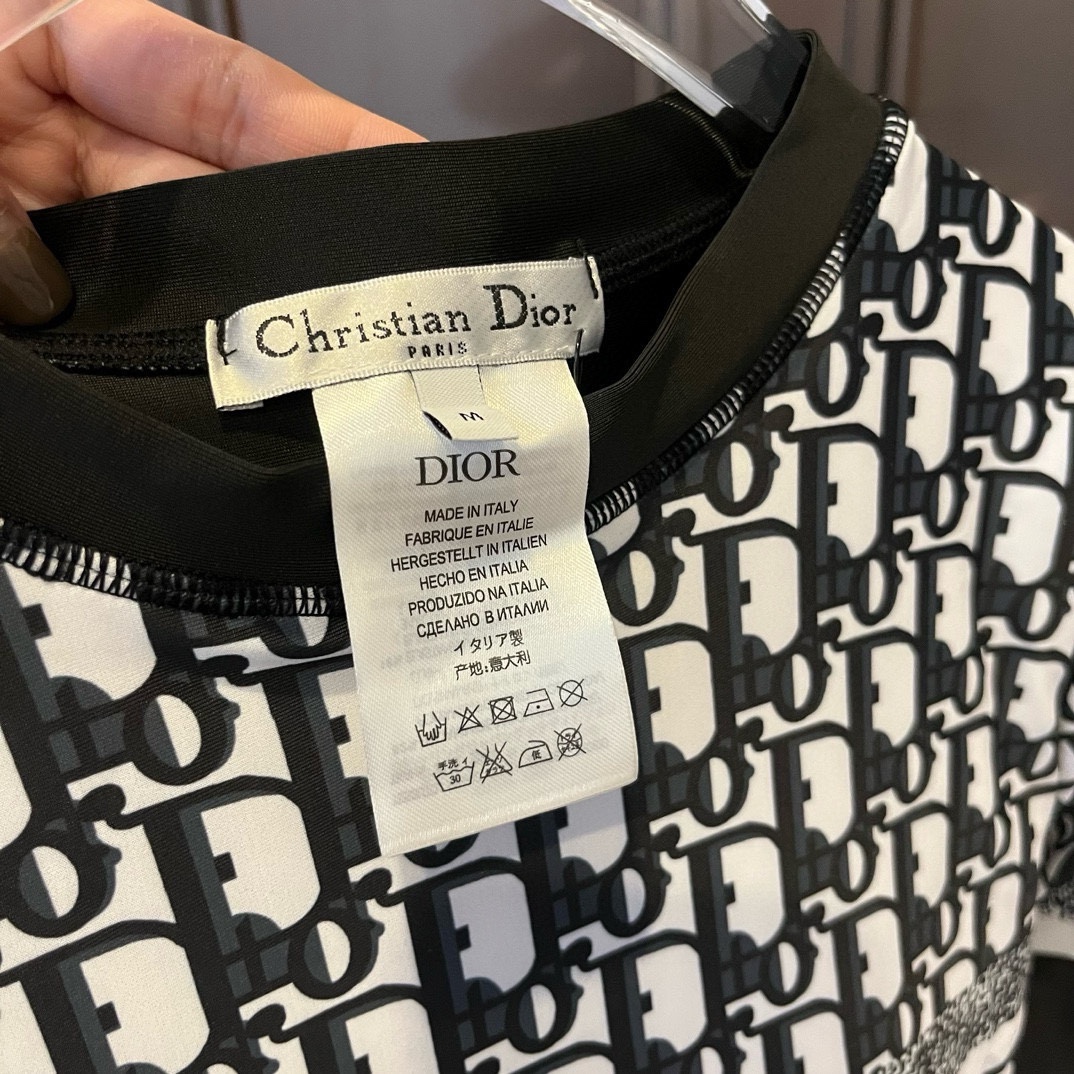 Christian Dior
PARIS
M
DIOR
MADE IN ITALY
FABRIQUE EN ITALIE
HERGESTELLT IN ITALIEN
HECHO EN ITALIA
PRODUZIDO NA ITALIA
СДЕЛАНО В ИТАЛИИ
イタリア製
产地:意大利
手洗イ
30
低